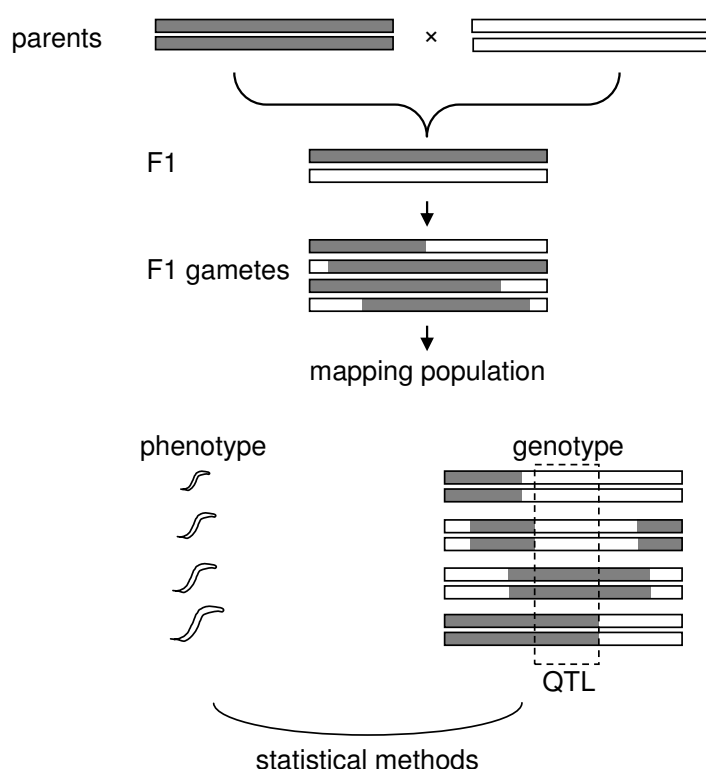 parents
×
F1
F1 gametes
mapping population
phenotype genotype
QTL
statistical methods